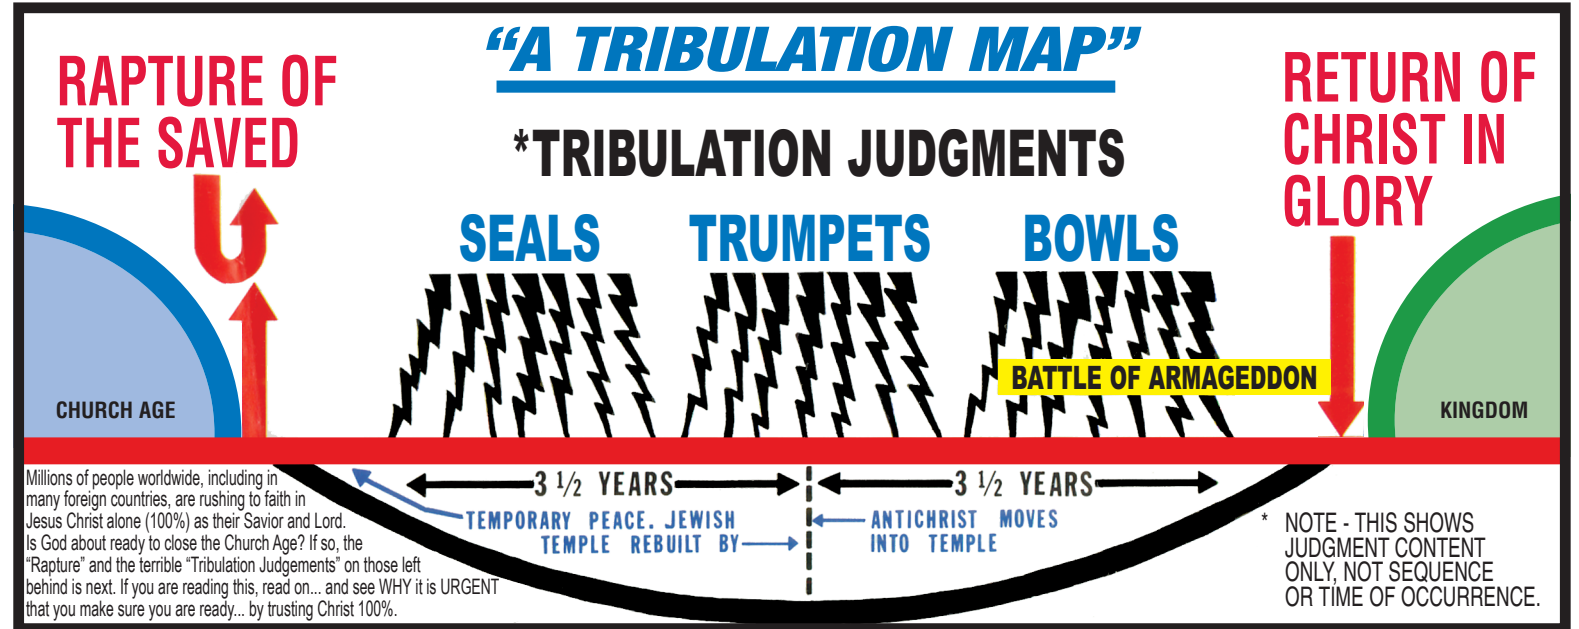 “A TRIBULATION MAP”
RAPTURE OF
THE SAVED
*TRIBULATION JUDGMENTS
RETURN OF
CHRIST IN
GLORY
SEALS
TRUMPETS
BOWLS
BATTLE OF ARMAGEDDON
CHURCH AGE
KINGDOM
3 1/2 YEARS
3 1/2 YEARS
TEMPORARY PEACE. JEWISH
TEMPLE REBUILT BY
ANTICHRIST MOVES
INTO TEMPLE
Millions of people worldwide, including in
many foreign countries, are rushing to faith in
Jesus Christ alone (100%) as their Savior and Lord.
Is God about ready to close the Church Age? If so, the
“Rapture” and the terrible “Tribulation Judgements” on those left
behind is next. If you are reading this, read on... and see WHY it is URGENT
that you make sure you are ready... by trusting Christ 100%.
* NOTE - THIS SHOWS
JUDGMENT CONTENT
ONLY, NOT SEQUENCE
OR TIME OF OCCURRENCE.